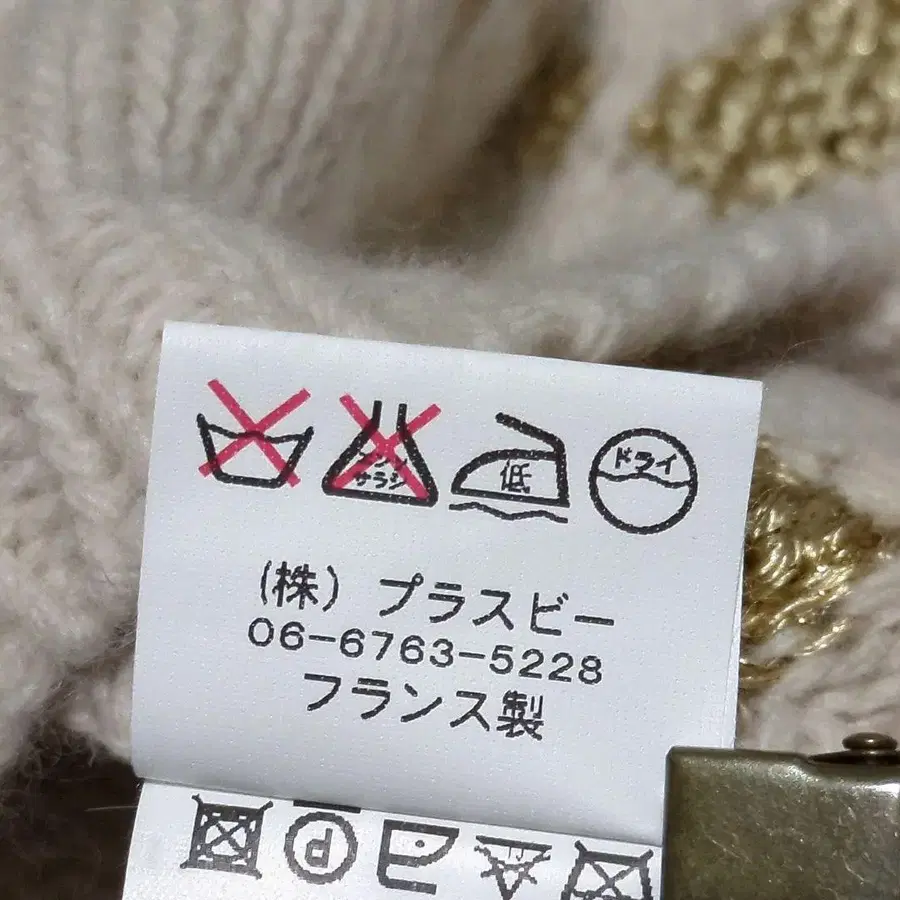 エンソサラシ
低
ドライ
(株) プラスビー
06-6763-5228
フランス製
P